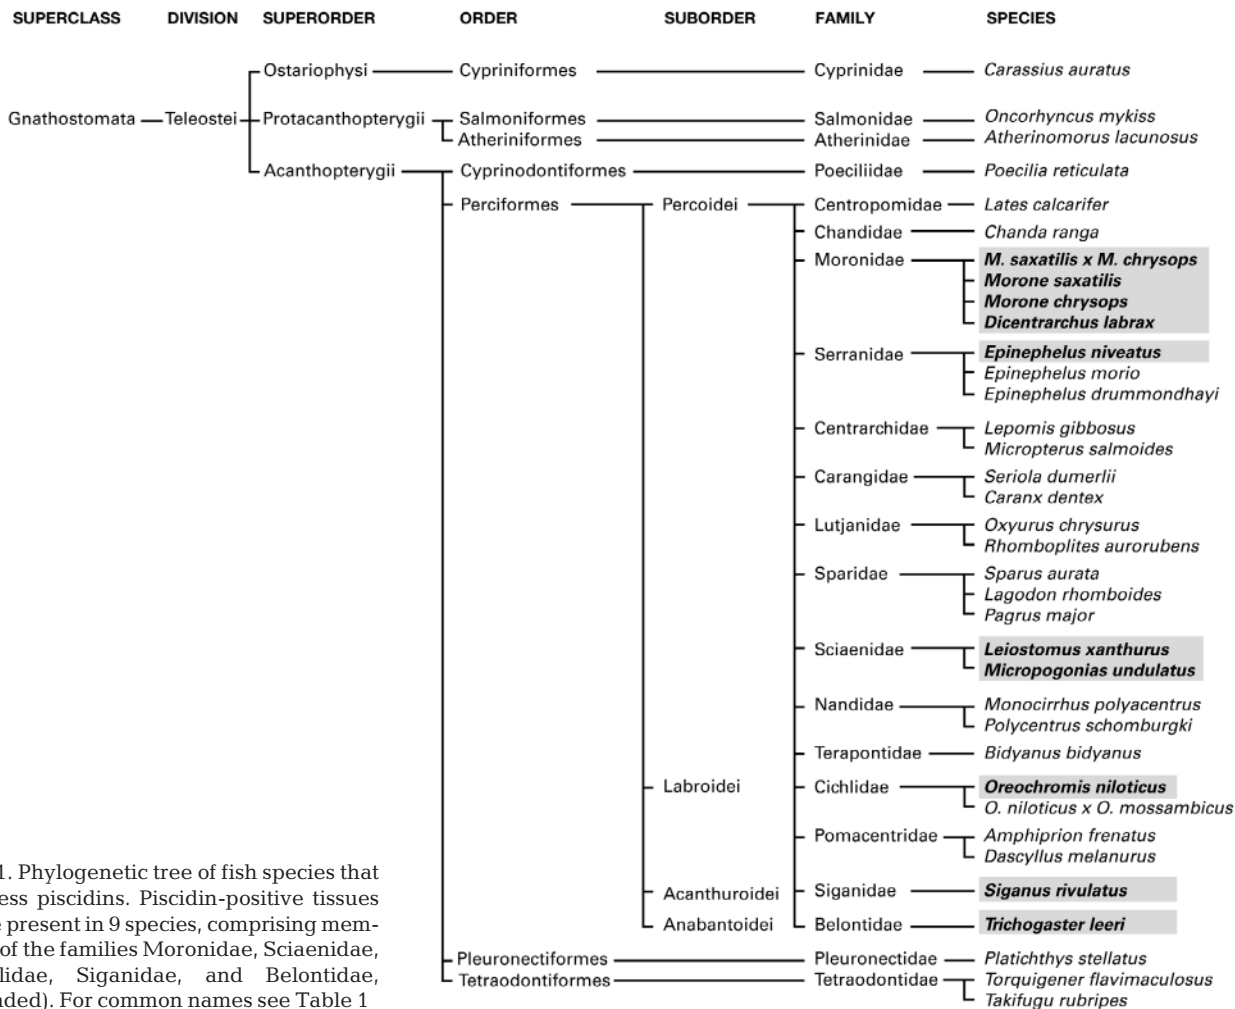 SUPERCLASS DIVISION SUPERORDER ORDER SUBORDER FAMILY SPECIES
Ostariophysi Cypriniformes Cyprinidae Carassius auratus
Gnathostomata Teleostei Protacanthopterygii Salmoniformes Salmonidae Oncorhyncus mykiss
Atheriniformes Atherinidae Atherinomorus lacunosus
Acanthopterygii Cyprinodontiformes Poeciliidae Poecilia reticulata
Perciformes Percoidei Centropomidae Lates calcarifer
Chandidae Chanda ranga
Moronidae M. saxatilis x M. chrysops
Morone saxatilis
Morone chrysops
Dicentrarchus labrax
Serranidae Epinephelus niveatus
Epinephelus morio
Epinephelus drummondhayi
Centrarchidae Lepomis gibbosus
Micropterus salmoides
Carangidae Seriola dumerlii
Caranx dentex
Lutjanidae Oxyurus chrysurus
Rhomboplites aurorubens
Sparidae Sparus aurata
Lagodon rhomboides
Pagrus major
Sciaenidae Leiostomus xanthurus
Micropogonias undulatus
Nandidae Monocirrhus polyacentrus
Polycentrus schomburgki
Terapontidae Bidyanus bidyanus
Labroidei Cichlidae Oreochromis niloticus
O. niloticus x O. mossambicus
Pomacentridae Amphiprion frenatus
Dascyllus melanurus
Acanthuroidei Siganidae Siganus rivulatus
Anabantoidei Belontidae Trichogaster leeri
Pleuronectiformes Pleuronectidae Platichthys stellatus
Tetraodontiformes Tetraodontidae Torquigener flavimaculosus
Takifugu rubripes
1. Phylogenetic tree of fish species that
ess piscidins. Piscidin-positive tissues
e present in 9 species, comprising mem-
of the families Moronidae, Sciaenidae,
lidae, Siganidae, and Belontidae,
aded). For common names see Table 1